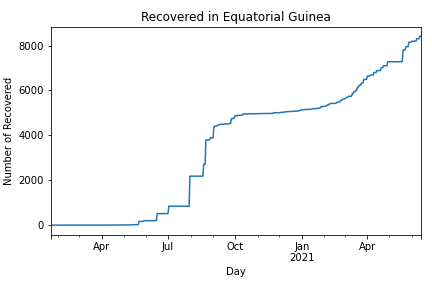 Recovered in Equatorial Guinea
Number of Recovered
8000
6000
4000
2000
0
Apr Jul Oct Jan Apr
2021
Day